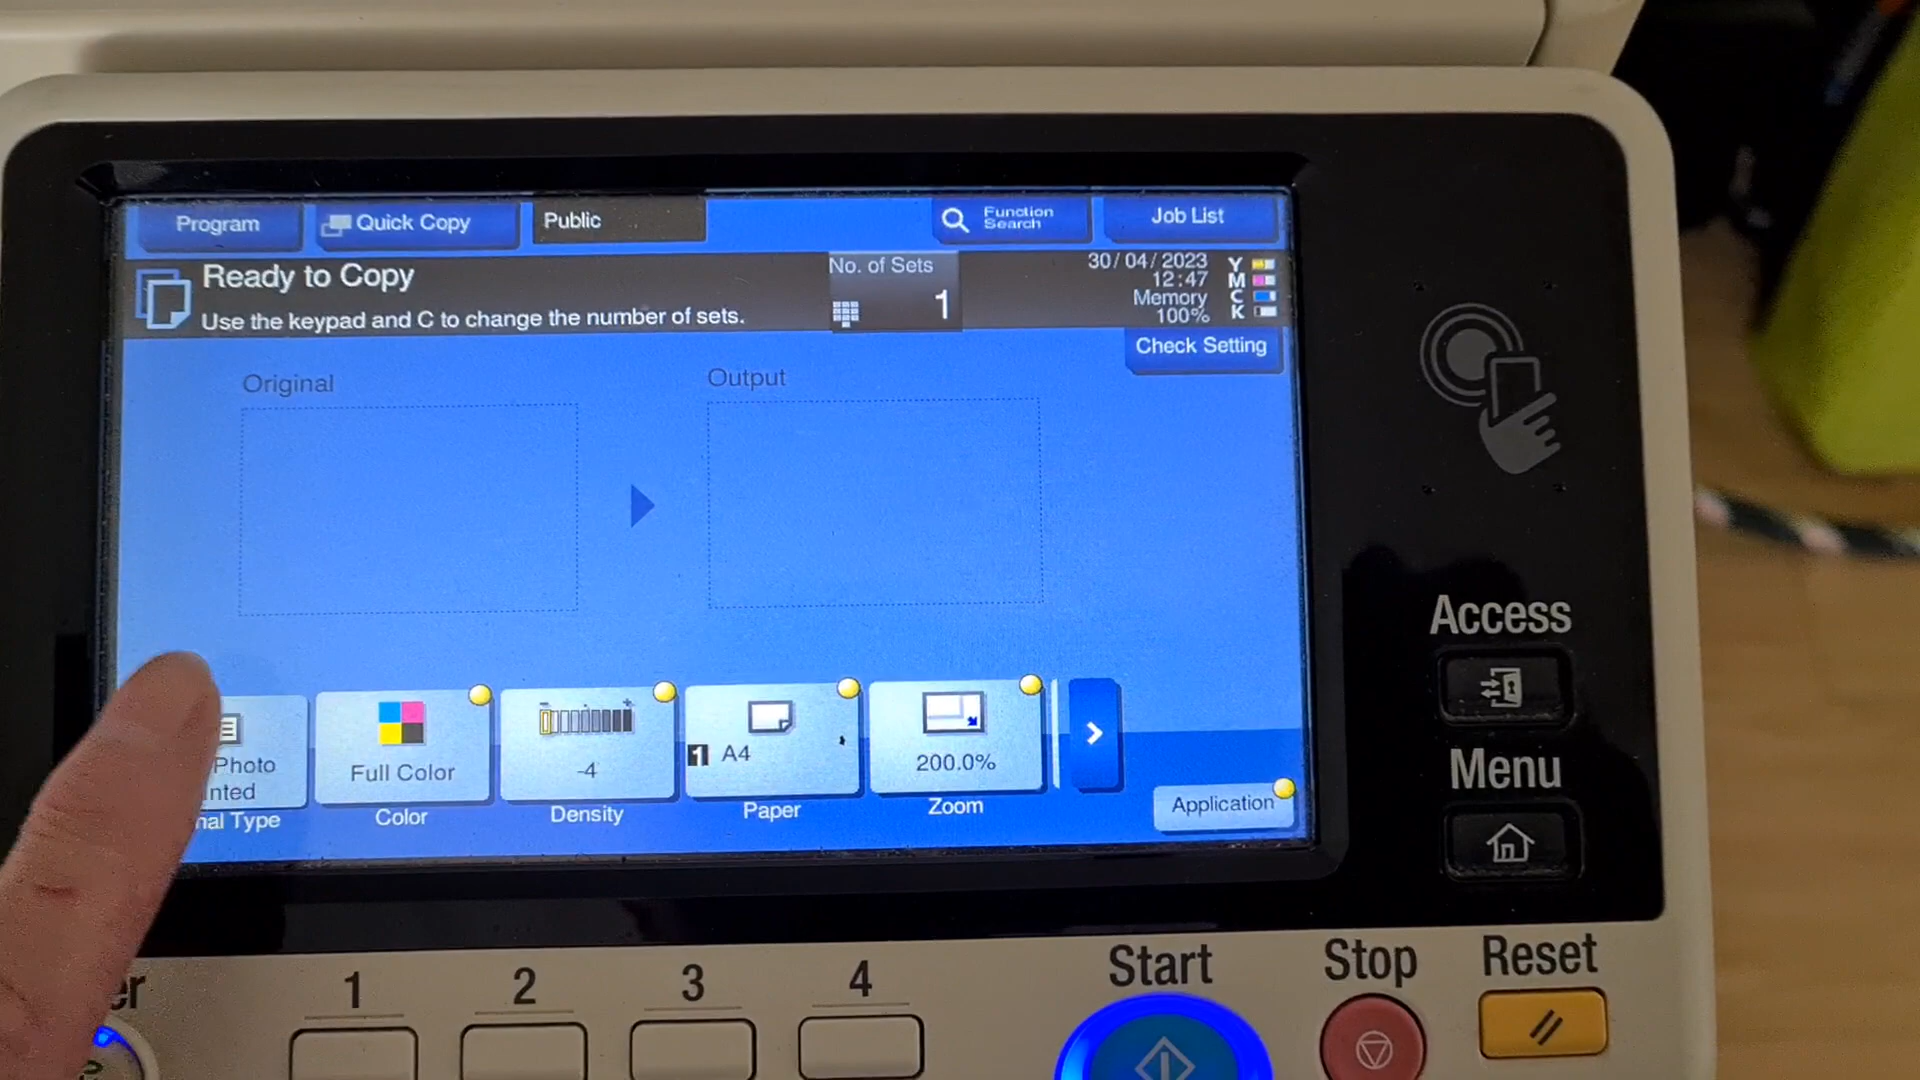 Program
Quick Copy
Public
Function
Search
Job List
Ready to Copy
Use the keypad and C to change the number of sets.
No. of Sets
1
30/04/2023
12:47
Memory
100%
Y
M
C
K
Check Setting
Original
Output
Photo
Full Color
-4
1 A4
200.0%
Type
Color
Density
Paper
Zoom
Application
Access
Menu
1
2
3
4
Start
Stop
Reset